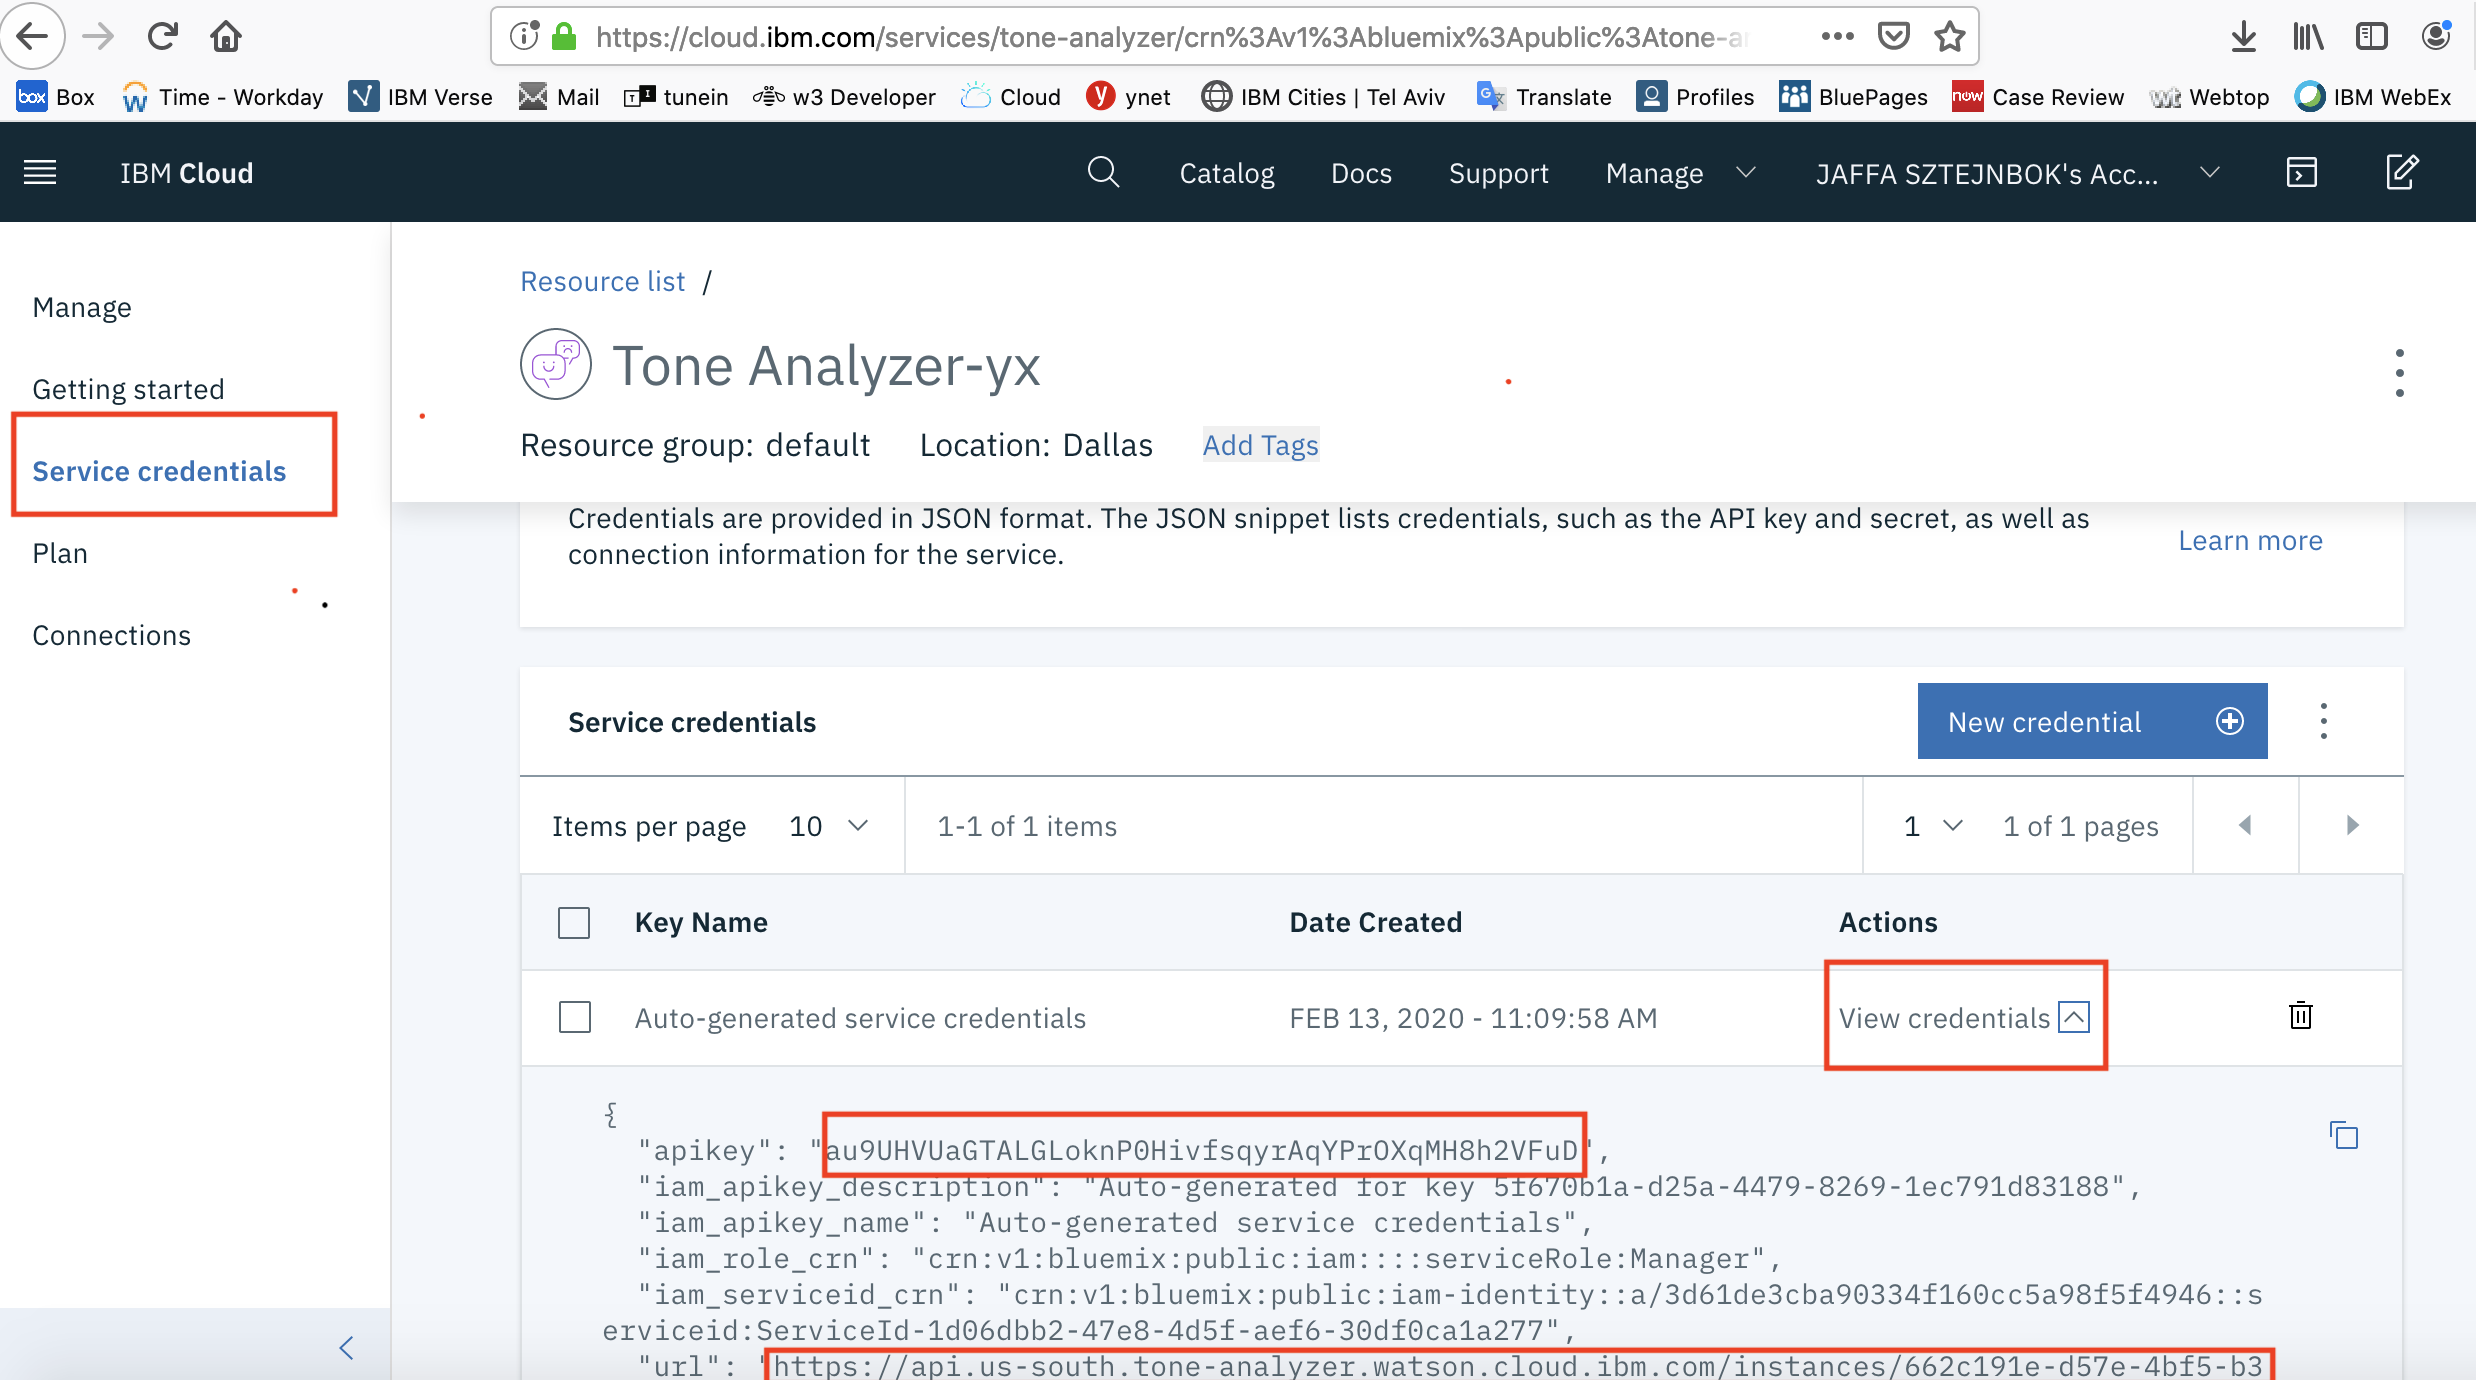 https://cloud.ibm.com/services/tone-analyzer/crn%3Av1%3Abluemix%3Apublic%3Atone-a
box Box Time - Workday IBM Verse Mail tunein w3 Developer Cloud ynet IBM Cities | Tel Aviv Translate Profiles BluePages now Case Review wt Webtop IBM WebEx
IBM Cloud Catalog Docs Support Manage JAFFA SZTEJNBOK's Acc...
Manage
Getting started
Service credentials
Plan
Connections
Resource list /
Tone Analyzer-yx
Resource group: default Location: Dallas Add Tags
Credentials are provided in JSON format. The JSON snippet lists credentials, such as the API key and secret, as well as
connection information for the service.
Learn more
Service credentials New credential
Items per page 10 1-1 of 1 items 1 1 of 1 pages
Key Name Date Created Actions
Auto-generated service credentials FEB 13, 2020 - 11:09:58 AM View credentials
{
"apikey": "au9UHVUaGTALGLoknP0HivfsqyrAqYPrOXqMH8h2VFuD",
"iam_apikey_description": "Auto-generated for key 5f670b1a-d25a-4479-8269-1ec791d83188",
"iam_apikey_name": "Auto-generated service credentials",
"iam_role_crn": "crn:v1:bluemix:public:iam::::serviceRole:Manager",
"iam_serviceid_crn": "crn:v1:bluemix:public:iam-identity::a/3d61de3cba90334f160cc5a98f5f4946::s
erviceid:ServiceId-1d06dbb2-47e8-4d5f-aef6-30df0ca1a277",
"url": "https://api.us-south.tone-analyzer.watson.cloud.ibm.com/instances/662c191e-d57e-4bf5-b3